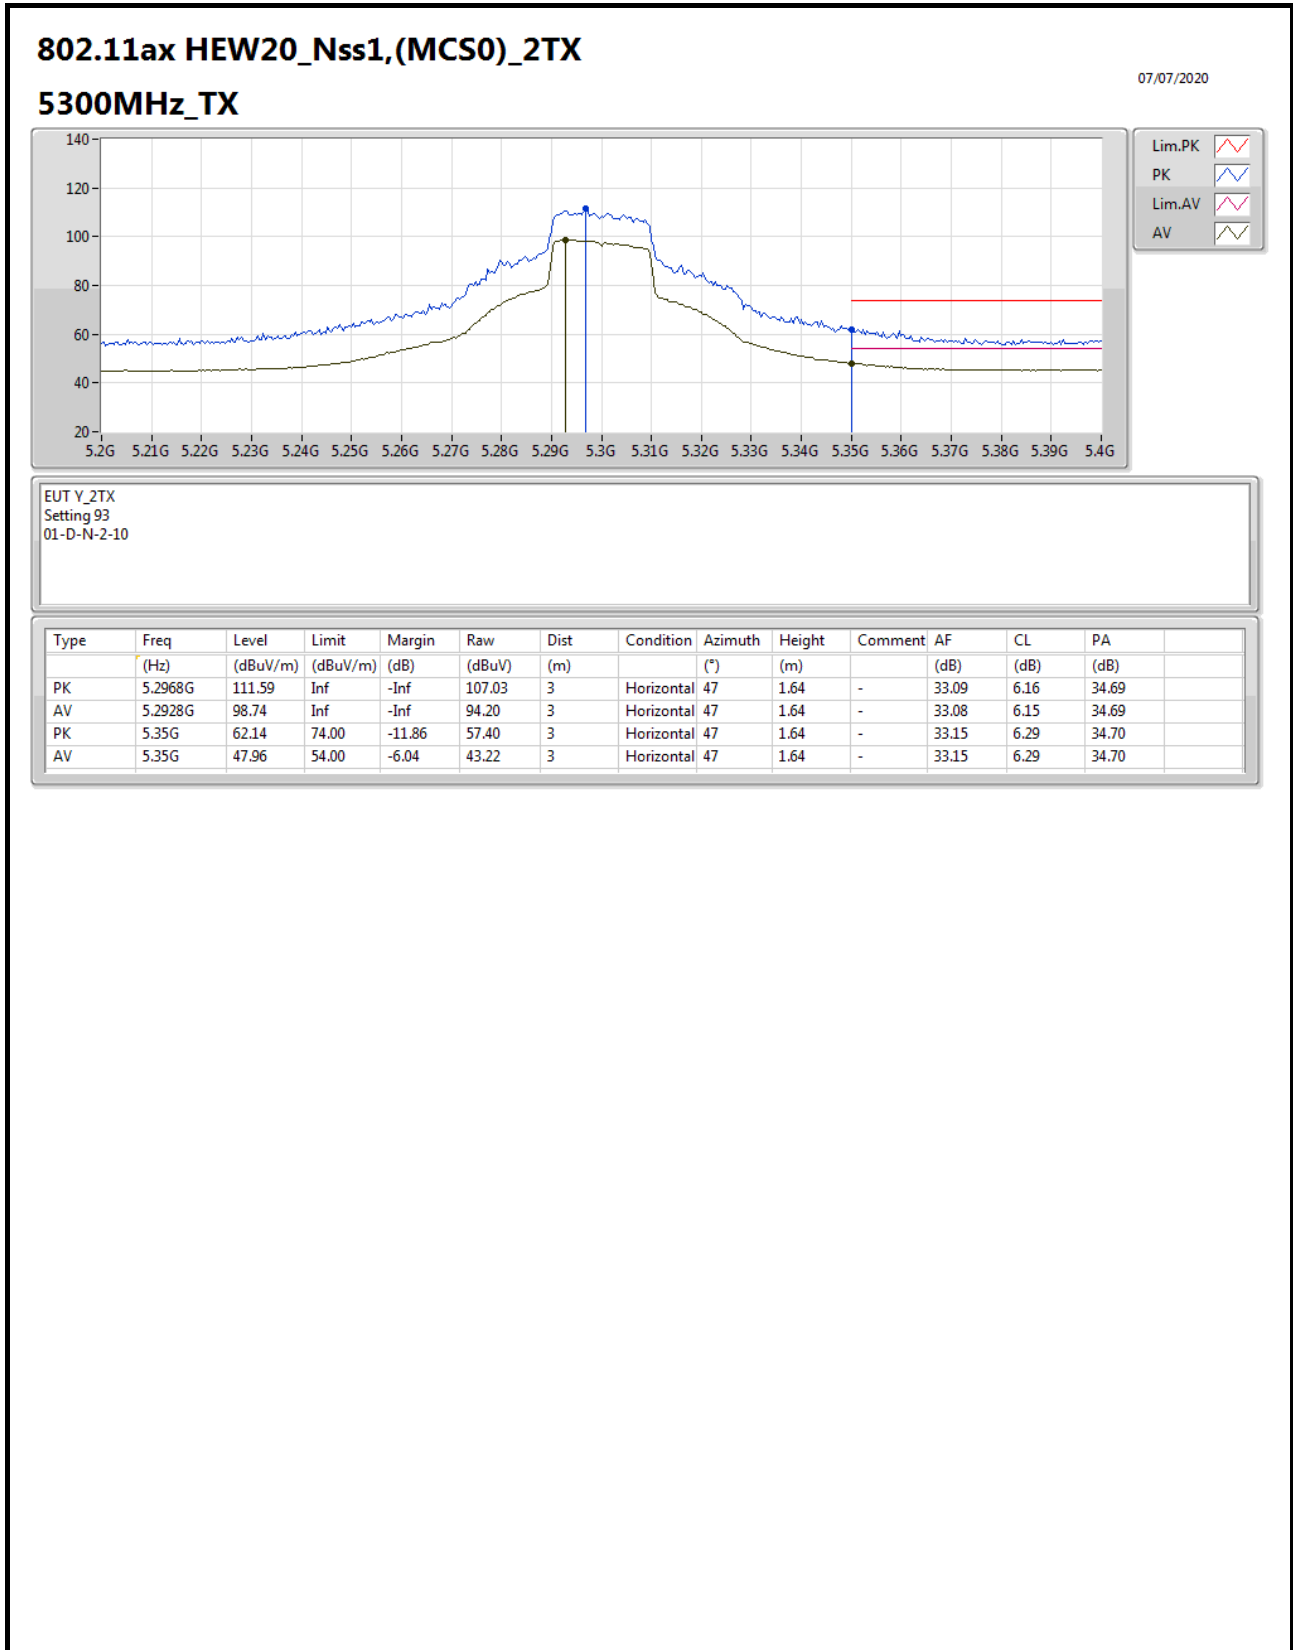 802.11ax HEW20_Nss1,(MCS0)_2TX
07/07/2020
5300MHz_TX
140
120
100
80
60
40
20
5.2G 5.21G 5.22G 5.23G 5.24G 5.25G 5.26G 5.27G 5.28G 5.29G 5.3G 5.31G 5.32G 5.33G 5.34G 5.35G 5.36G 5.37G 5.38G 5.39G 5.4G
Lim.PK
PK
Lim.AV
AV
EUT Y_2TX
Setting 93
01-D-N-2-10
Type Freq Level Limit Margin Raw Dist Condition Azimuth Height Comment AF CL PA
(Hz) (dBuV/m) (dBuV/m) (dB) (dBuV) (m) (°) (m) (dB) (dB) (dB)
PK 5.2968G 111.59 Inf -Inf 107.03 3 Horizontal 47 1.64 - 33.09 6.16 34.69
AV 5.2928G 98.74 Inf -Inf 94.20 3 Horizontal 47 1.64 - 33.08 6.15 34.69
PK 5.35G 62.14 74.00 -11.86 57.40 3 Horizontal 47 1.64 - 33.15 6.29 34.70
AV 5.35G 47.96 54.00 -6.04 43.22 3 Horizontal 47 1.64 - 33.15 6.29 34.70